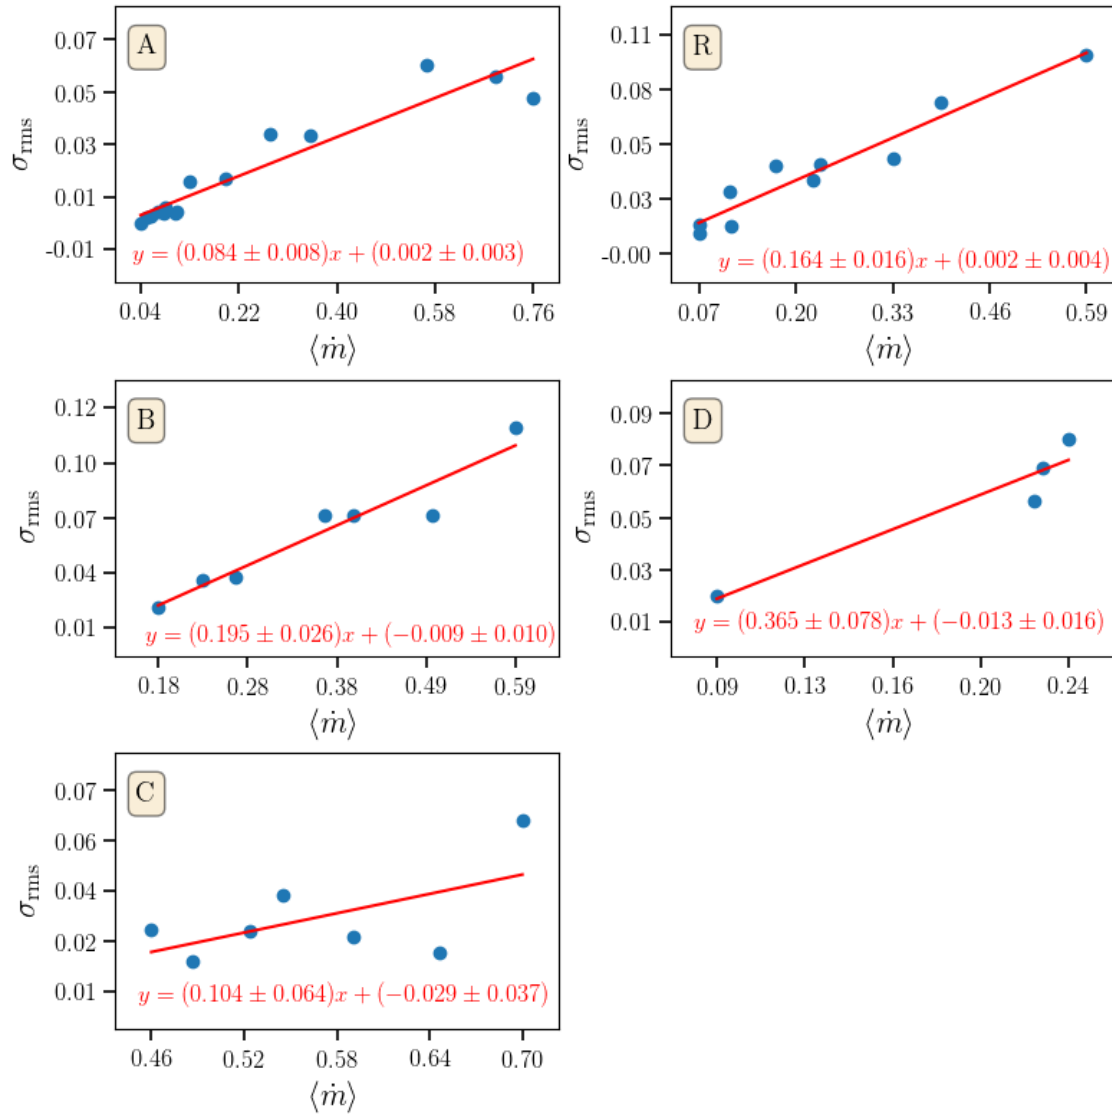 A
σrms
0.07
0.05
0.03
0.01
-0.01
y = (0.084 ± 0.008)x + (0.002 ± 0.003)
0.04 0.22 0.40 0.58 0.76
⟨ṁ⟩
R
σrms
0.11
0.08
0.05
0.03
-0.00
y = (0.164 ± 0.016)x + (0.002 ± 0.004)
0.07 0.20 0.33 0.46 0.59
⟨ṁ⟩
B
σrms
0.12
0.10
0.07
0.04
0.01
y = (0.195 ± 0.026)x + (−0.009 ± 0.010)
0.18 0.28 0.38 0.49 0.59
⟨ṁ⟩
D
σrms
0.09
0.07
0.05
0.03
0.01
y = (0.365 ± 0.078)x + (−0.013 ± 0.016)
0.09 0.13 0.16 0.20 0.24
⟨ṁ⟩
C
σrms
0.07
0.06
0.04
0.02
0.01
y = (0.104 ± 0.064)x + (−0.029 ± 0.037)
0.46 0.52 0.58 0.64 0.70
⟨ṁ⟩